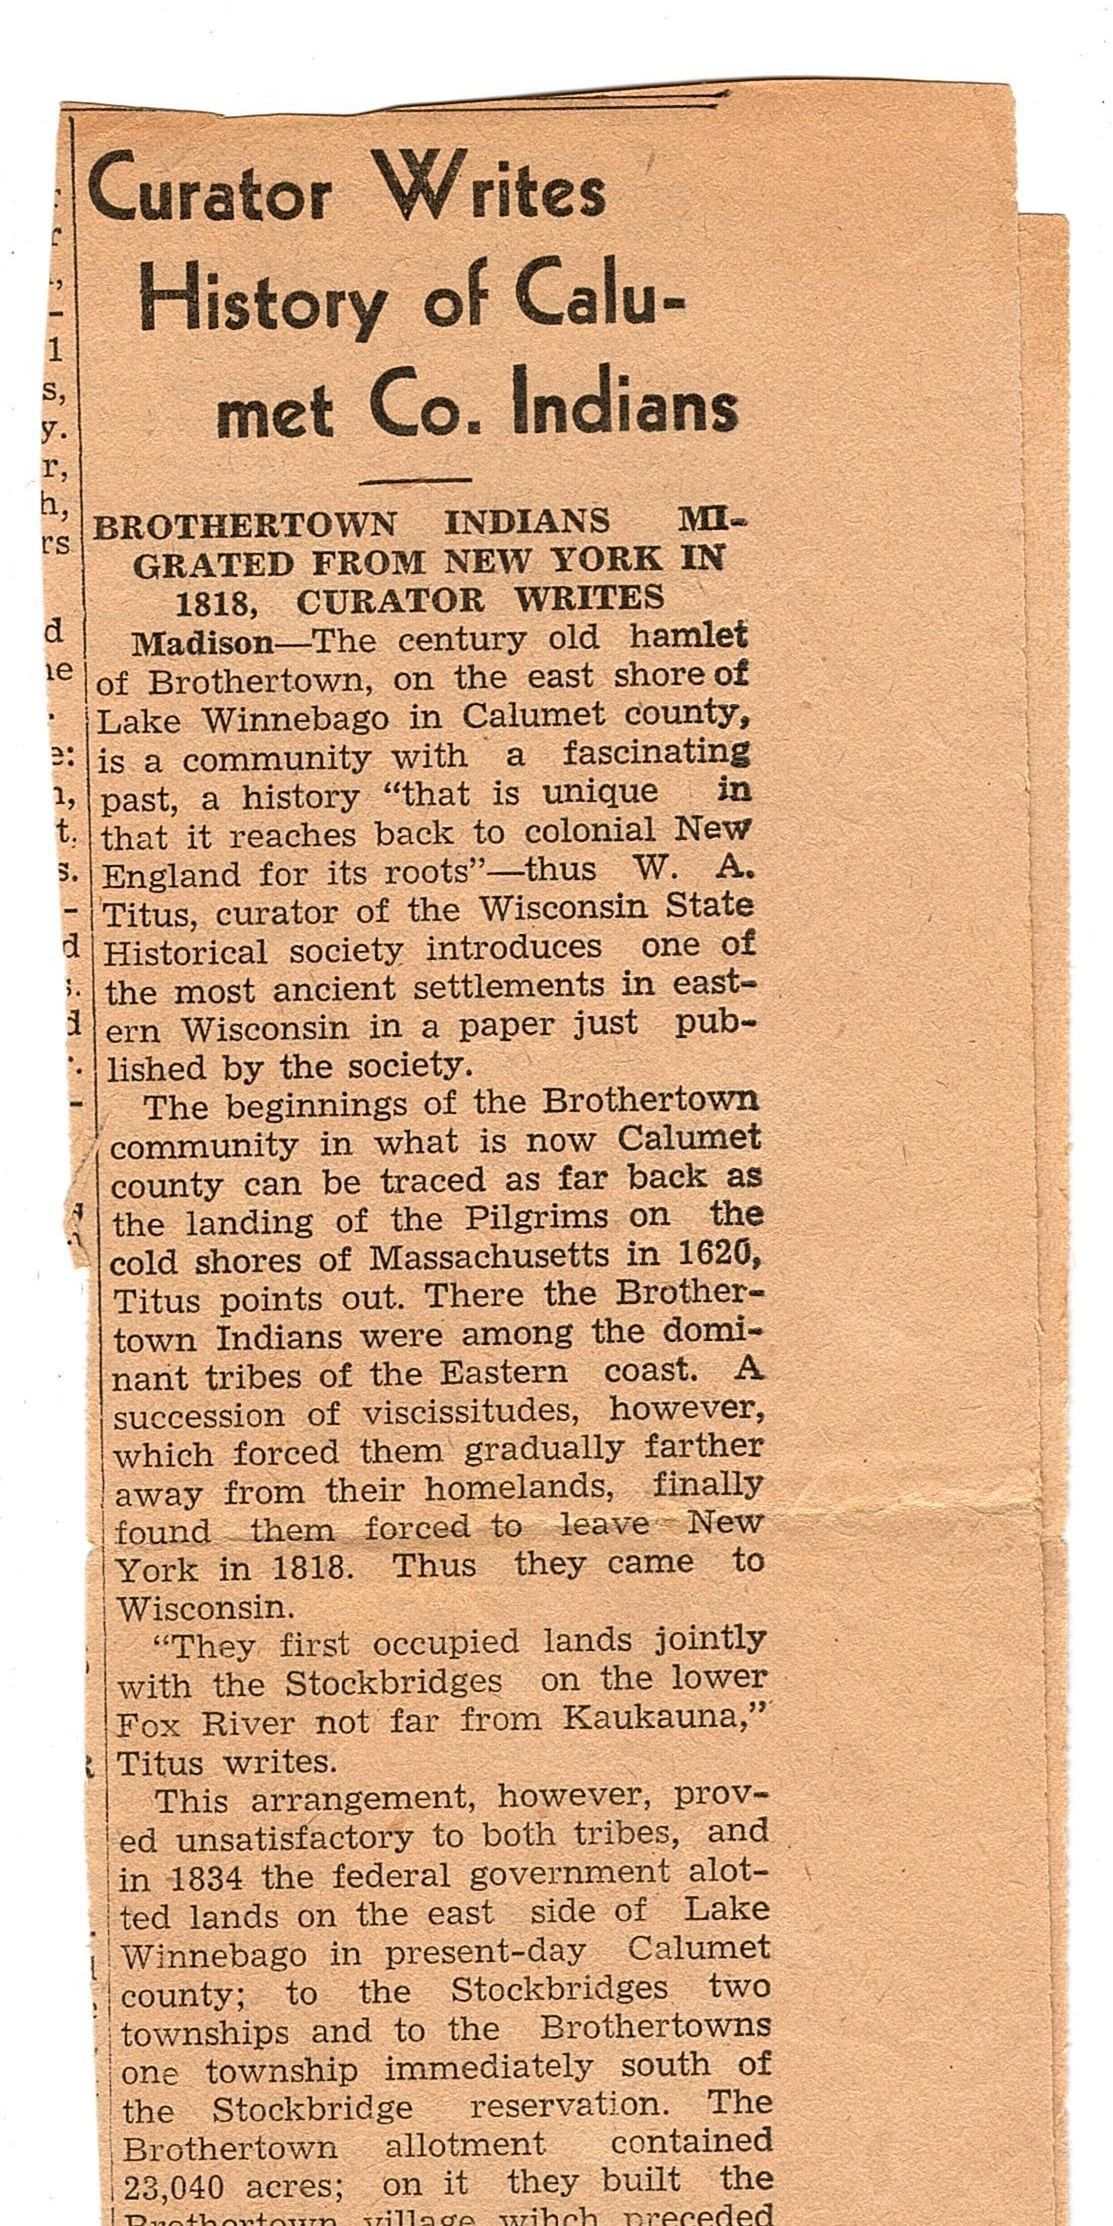 Curator Writes
History of Calu-
met Co. Indians
BROTHERTOWN INDIANS MI-
GRATED FROM NEW YORK IN
1818, CURATOR WRITES
Madison—The century old hamlet
of Brothertown, on the east shore of
Lake Winnebago in Calumet county,
is a community with a fascinating
past, a history “that is unique in
that it reaches back to colonial New
England for its roots”—thus W. A.
Titus, curator of the Wisconsin State
Historical society introduces one of
the most ancient settlements in east-
ern Wisconsin in a paper just pub-
lished by the society.
The beginnings of the Brothertown
community in what is now Calumet
county can be traced as far back as
the landing of the Pilgrims on the
cold shores of Massachusetts in 1620,
Titus points out. There the Brother-
town Indians were among the domi-
nant tribes of the Eastern coast. A
succession of viscissitudes, however,
which forced them gradually farther
away from their homelands, finally
found them forced to leave New
York in 1818. Thus they came to
Wisconsin.
“They first occupied lands jointly
with the Stockbridges on the lower
Fox River not far from Kaukauna,”
Titus writes.
This arrangement, however, prov-
ed unsatisfactory to both tribes, and
in 1834 the federal government alot-
ted lands on the east side of Lake
Winnebago in present-day Calumet
county; to the Stockbridges two
townships and to the Brothertowns
one township immediately south of
the Stockbridge reservation. The
Brothertown allotment contained
23,040 acres; on it they built the
Brothertown village wihch preceded